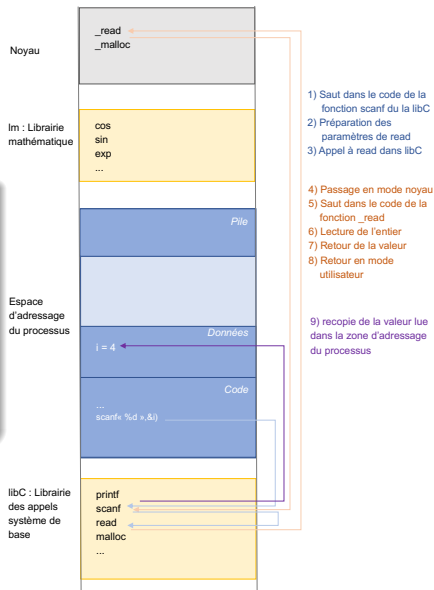 Noyau
_read
_malloc
lm : Librairie
mathématique
cos
sin
exp
...
Pile
Espace
d'adressage
du processus
Données
i = 4
Code
...
scanf« %d »,&i)
libC : Librairie
des appels
système de
base
printf
scanf
read
malloc
...
1) Saut dans le code de la
fonction scanf du la libC
2) Préparation des
paramètres de read
3) Appel à read dans libC
4) Passage en mode noyau
5) Saut dans le code de la
fonction _read
6) Lecture de l'entier
7) Retour de la valeur
8) Retour en mode
utilisateur
9) recopie de la valeur lue
dans la zone d'adressage
du processus